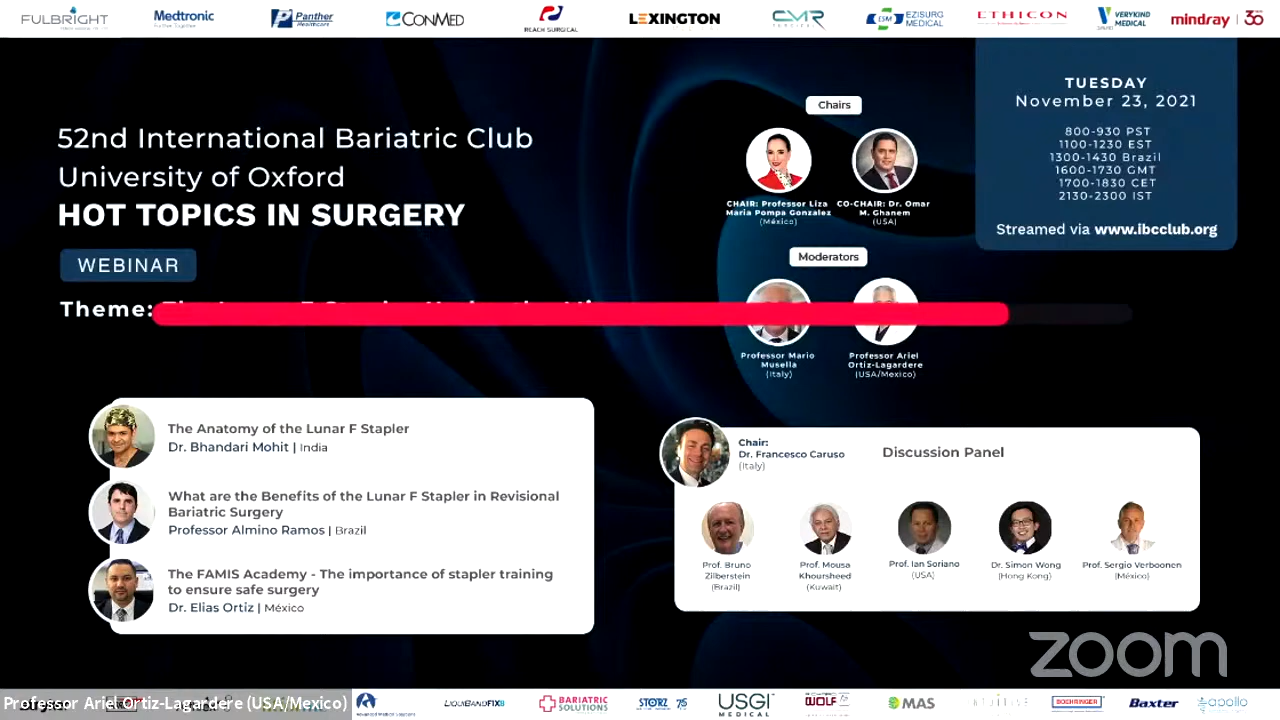 FULBRIGHT
Medtronic
Panther
Healthcare
CONMED
REACH SURGICAL
LEXINGTON
CMR
EZISURG
MEDICAL
ETHICON
VERYKIND
MEDICAL
mindray
TUESDAY
November 23, 2021
800-930 PST
1100-1230 EST
1300-1430 Brazil
1600-1730 GMT
1700-1830 CET
2130-2300 IST
Streamed via www.ibcclub.org
52nd International Bariatric Club
University of Oxford
HOT TOPICS IN SURGERY
WEBINAR
Theme:
Chairs
CHAIR: Professor Liza
Maria Pompa Gonzalez
(México)
CO-CHAIR: Dr. Omar
M. Ghanem
(USA)
Moderators
Professor Mario
Musella
(Italy)
Professor Ariel
Ortiz-Lagardere
(USA/Mexico)
The Anatomy of the Lunar F Stapler
Dr. Bhandari Mohit | India
What are the Benefits of the Lunar F Stapler in Revisional
Bariatric Surgery
Professor Almino Ramos | Brazil
The FAMIS Academy - The importance of stapler training
to ensure safe surgery
Dr. Elias Ortiz | México
Chair:
Dr. Francesco Caruso
(Italy)
Discussion Panel
Prof. Bruno
Zilberstein
(Brazil)
Prof. Mousa
Khoursheed
(Kuwait)
Prof. Ian Soriano
(USA)
Dr. Simon Wong
(Hong Kong)
Prof. Sergio Verboonen
(México)
zoom
Professor Ariel Ortiz-Lagardere (USA/Mexico)
LIQUIBANDFIX8
BARIATRIC
SOLUTIONS
STORZ
USGI
MEDICAL
WOLF
MAS
Baxter
apollo